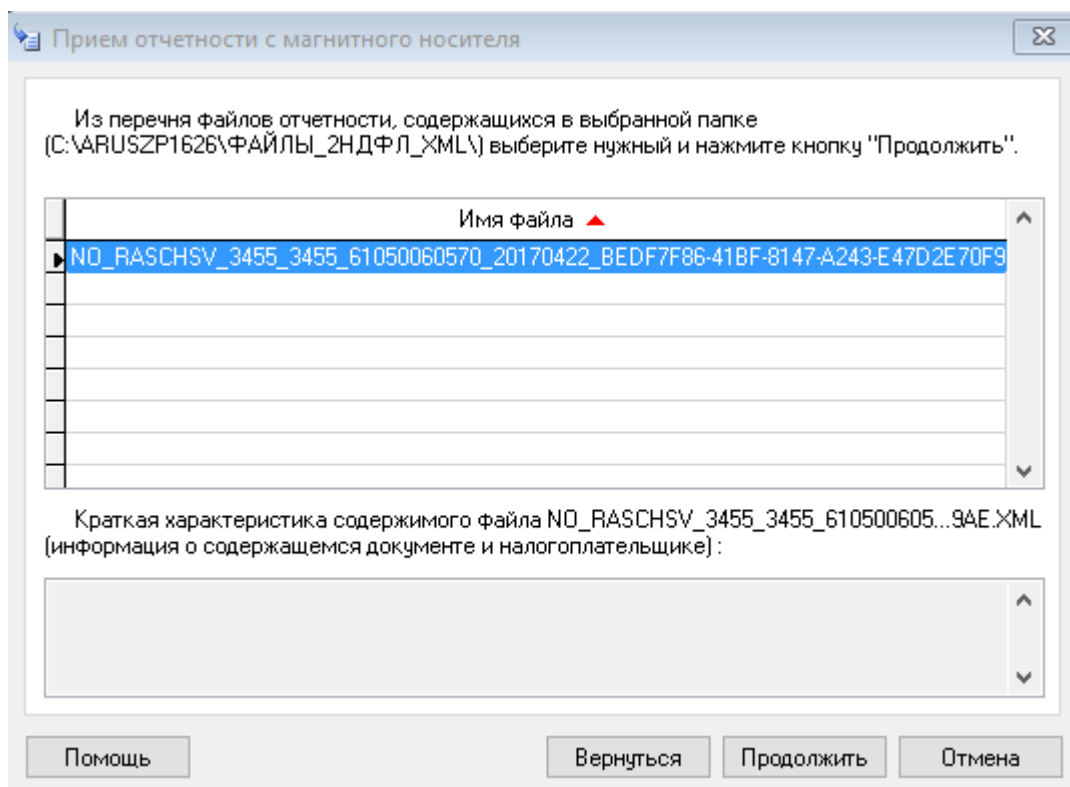 Прием отчетности с магнитного носителя
Из перечня файлов отчетности, содержащихся в выбранной папке
(C:\ARUSZP1626\ФАЙЛЫ_2НДФЛ_XML\) выберите нужный и нажмите кнопку "Продолжить".
Имя файла
NO_RASCHSV_3455_3455_61050060570_20170422_BEDF7F86-41BF-8147-A243-E47D2E70F9
Краткая характеристика содержимого файла NO_RASCHSV_3455_3455_610500605...9AE.XML
(информация о содержащемся документе и налогоплательщике) :
Помощь
Вернуться
Продолжить
Отмена